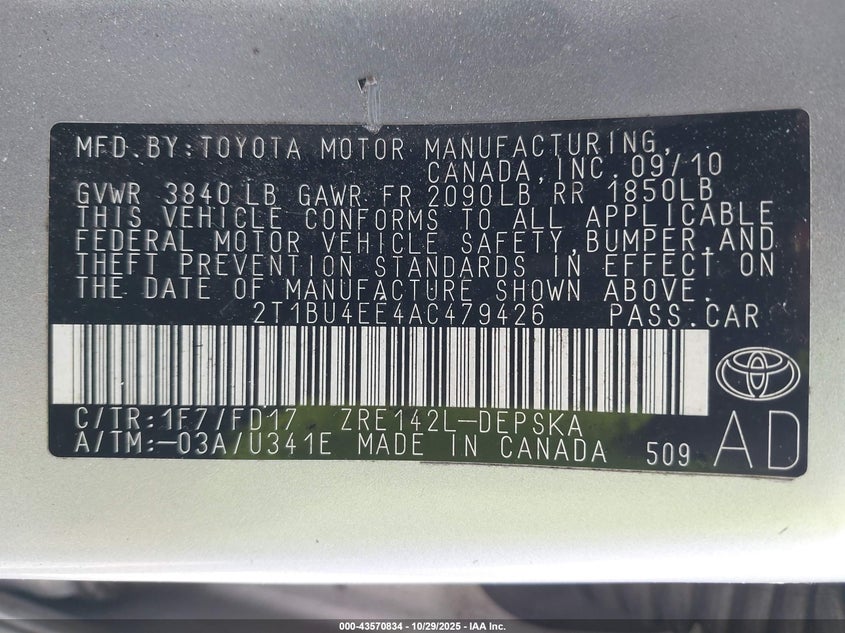 MFD.BY:TOYOTA MOTOR MANUFACTURING,
CANADA,INC. 09/10
GVWR 3840LB GAWR FR 2090LB RR 1850LB
THIS VEHICLE CONFORMS TO ALL APPLICABLE
FEDERAL MOTOR VEHICLE SAFETY,BUMPER,AND
THEFT PREVENTION STANDARDS IN EFFECT ON
THE DATE OF MANUFACTURE SHOWN ABOVE.
2T1BU4EE4AC479426 PASS.CAR
C/TR:1F7/FD17 ZRE142L-DEPSKA
A/TM:-03A/U341E MADE IN CANADA 509 AD
000-43570834 | 10/29/2025 - IAA Inc.